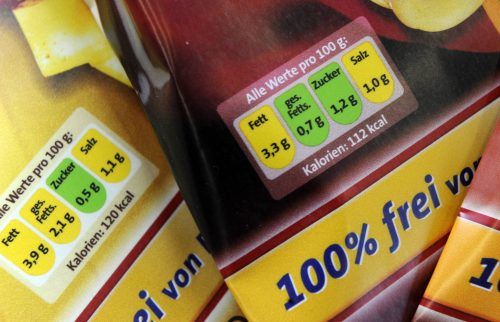 Alle Werte pro 100 g:
Fett ges. Fetts. Zucker Salz
3,9 g 2,1 g 0,5 g 1,1 g
Kalorien: 120 kcal
ei von
Alle Werte pro 100 g:
Fett ges. Fetts. Zucker Salz
3,3 g 0,7 g 1,2 g 1,0 g
Kalorien: 112 kcal
100% frei von